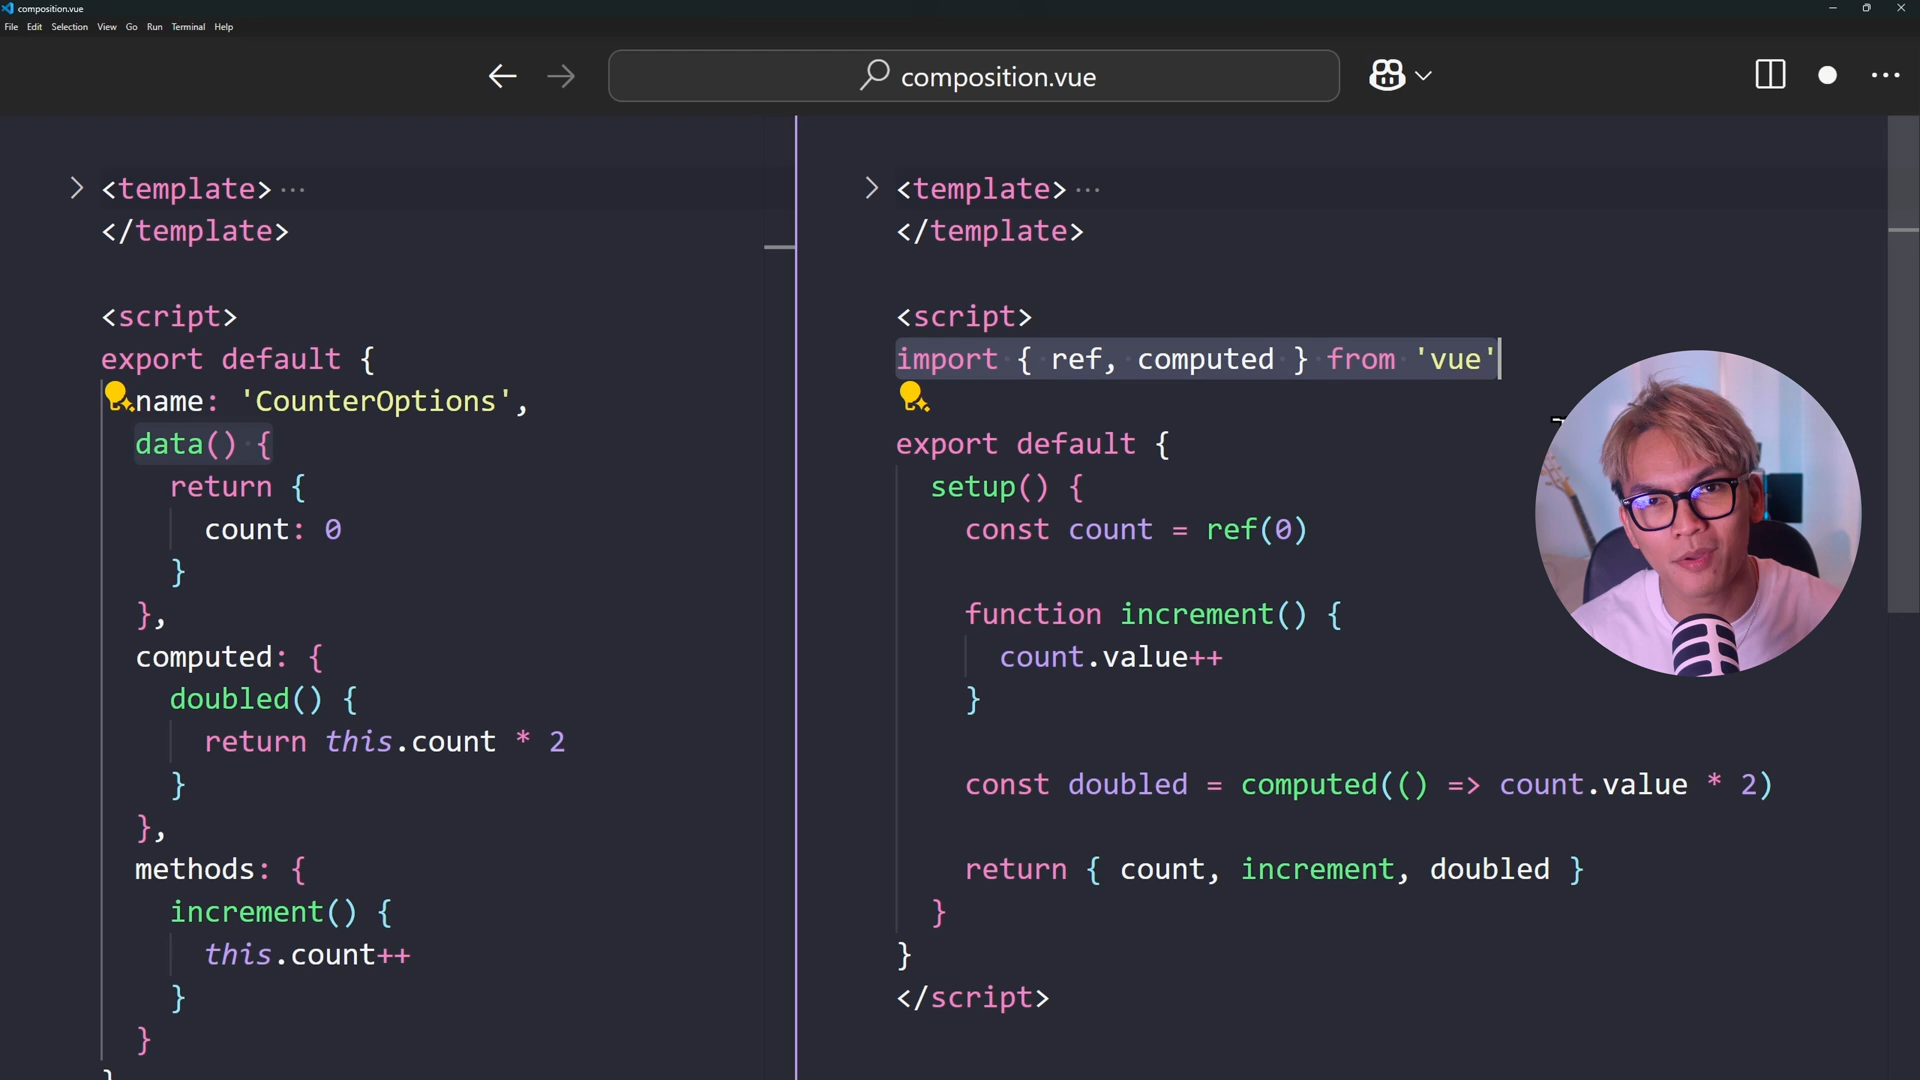 composition.vue
File Edit Selection View Go Run Terminal Help
composition.vue
<template> ···
</template>
<script>
export default {
name: 'CounterOptions',
data() {
return {
count: 0
}
},
computed: {
doubled() {
return this.count * 2
}
},
methods: {
increment() {
this.count++
}
}
}
<template> ···
</template>
<script>
import { ref, computed } from 'vue'
export default {
setup() {
const count = ref(0)
function increment() {
count.value++
}
const doubled = computed(() => count.value * 2)
return { count, increment, doubled }
}
}
</script>